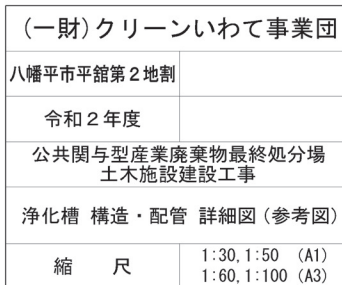 (一財)クリーンいわて事業団
八幡平市平舘第2地割
令和2年度
公共関与型産業廃棄物最終処分場
土木施設建設工事
浄化槽 構造・配管 詳細図(参考図)
縮 尺
1:30,1:50 (A1)
1:60,1:100 (A3)